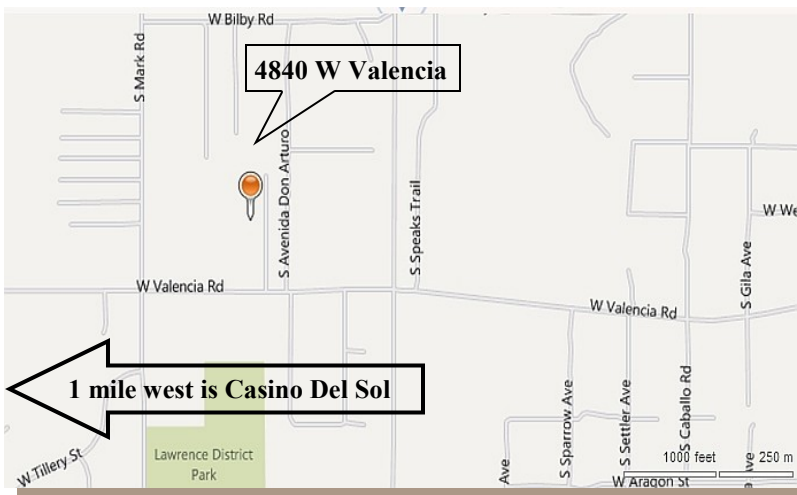 W Bilby Rd
S Mark Rd
4840 W Valencia
S Avenida Don Arturo
S Speaks Trail
W We
S Gila Ave
W Valencia Rd
W Valencia Rd
1 mile west is Casino Del Sol
S Sparrow Ave
S Settler Ave
S Caballo Rd
Lawrence District
Park
W Tillery St
Ave
1000 feet
250 m
ve
W Aragon St